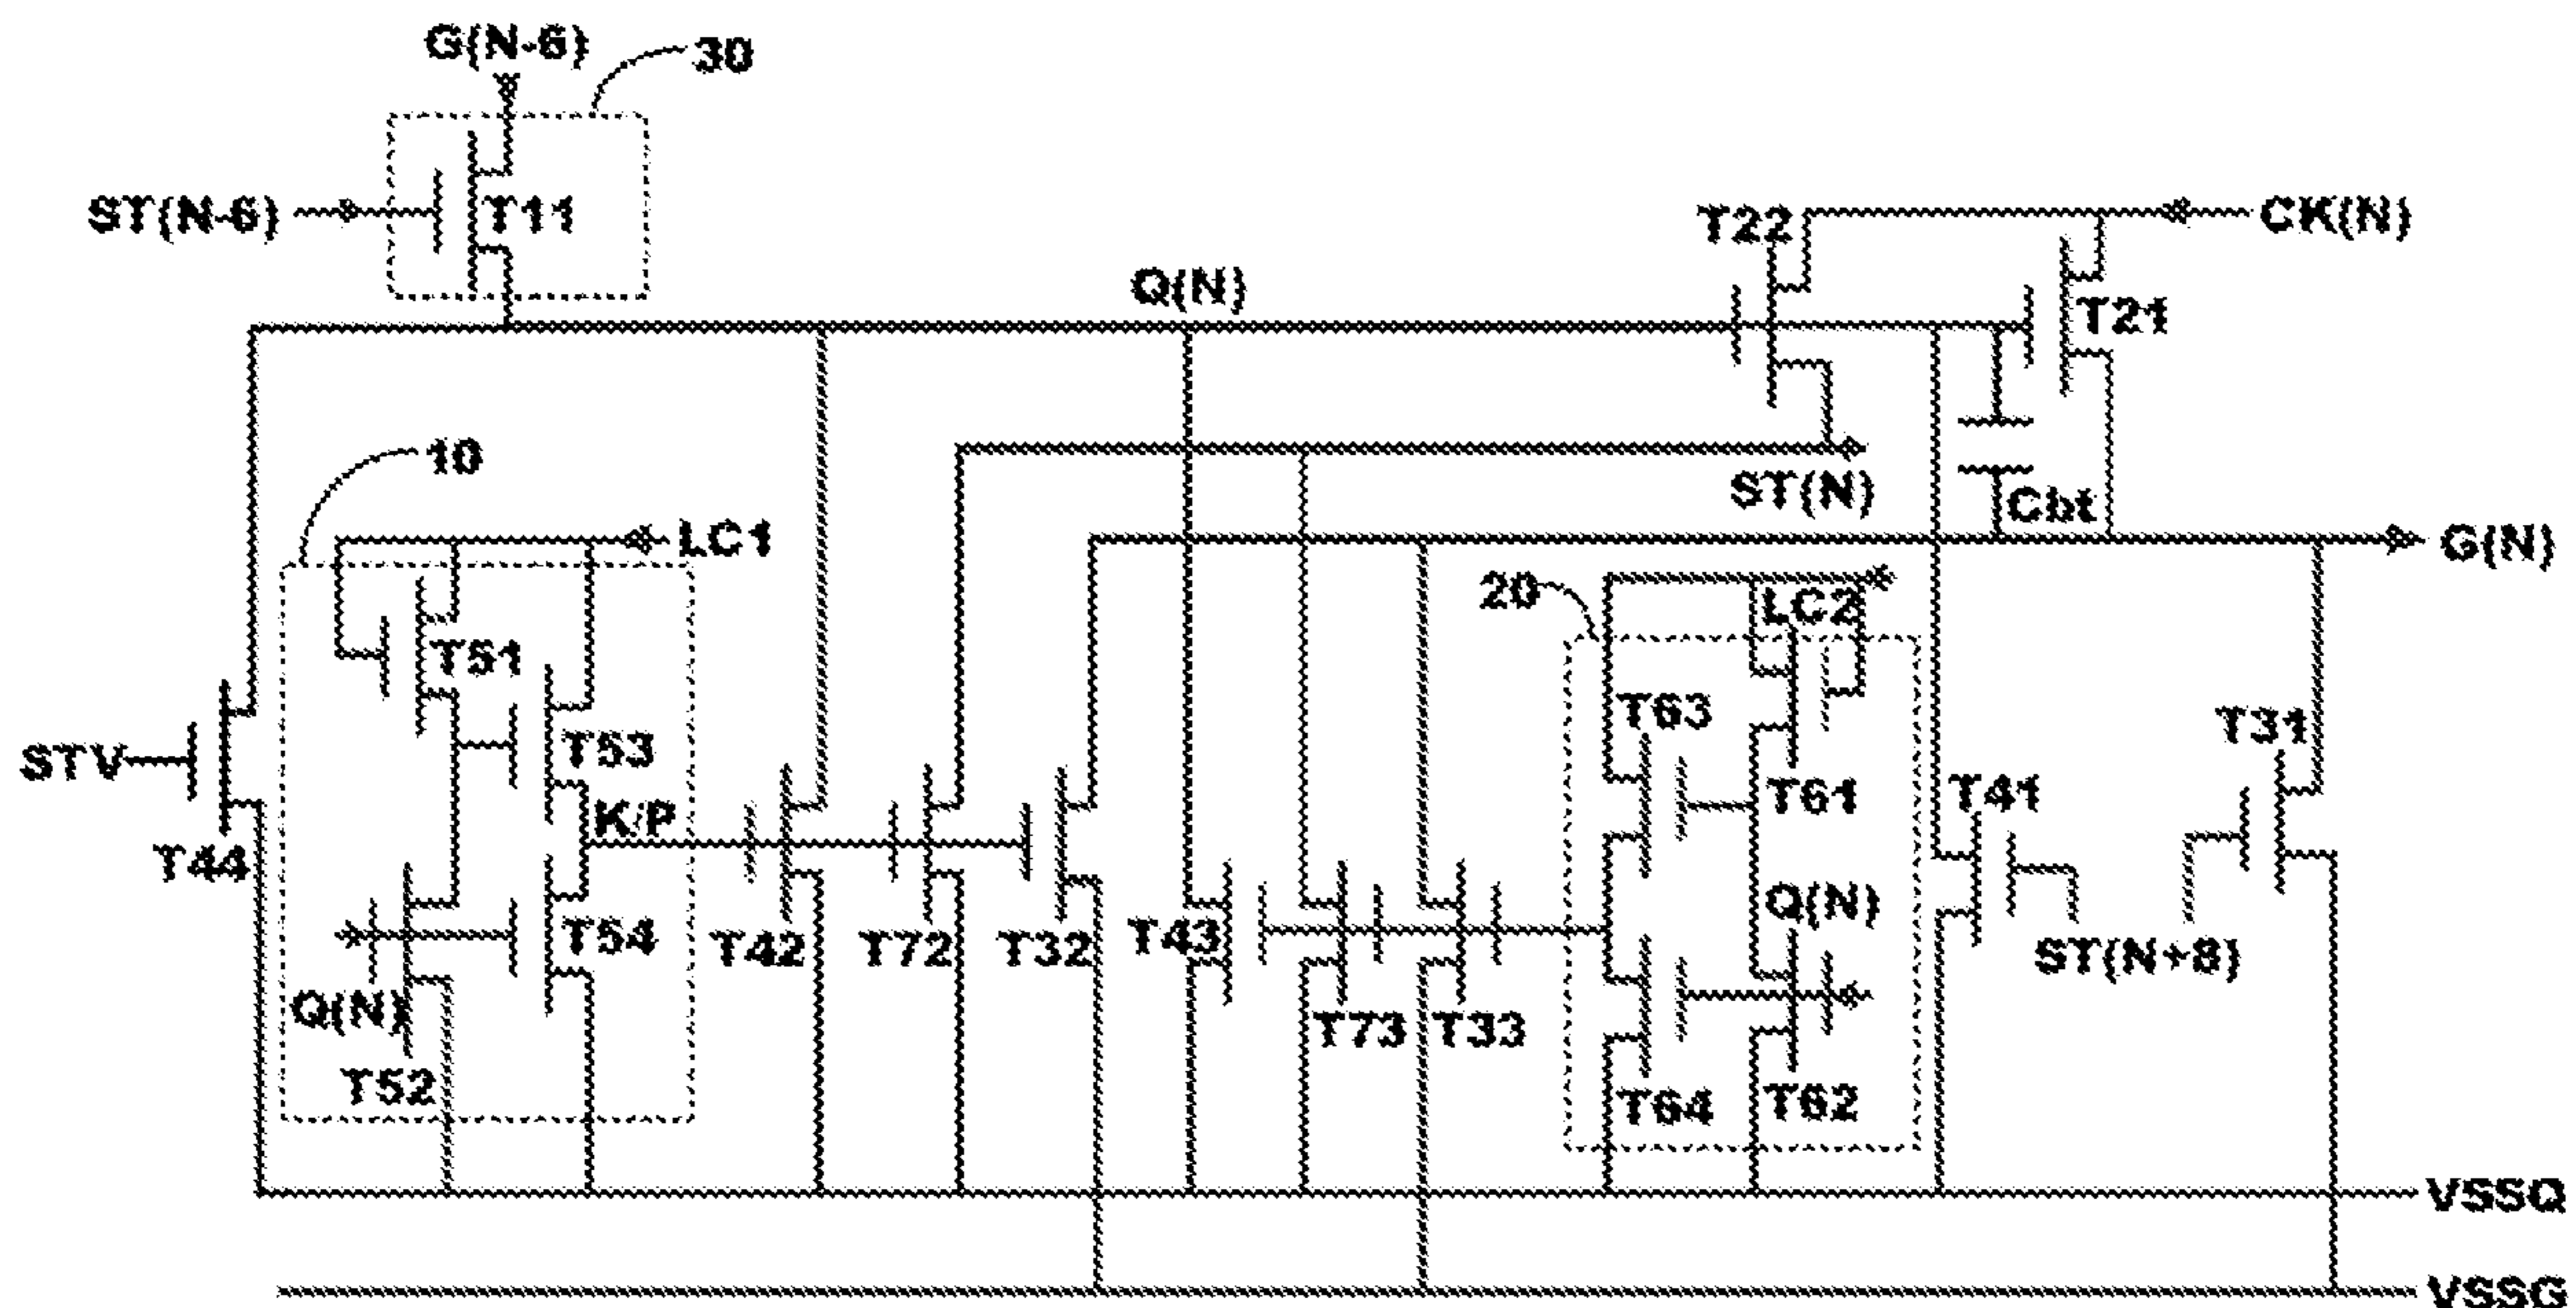 G(N-6)
30
ST(N-6)
T11
T22
CK(N)
Q(N)
T21
10
ST(N)
Cbt
LC1
G(N)
20
LC2
T51
T63
T53
T31
STV
K/P
T61
T41
T44
Q(N)
T54
T42
T72
T32
T43
ST(N+8)
Q(N)
T73
T33
T52
T64
T62
VSSQ
VSSG